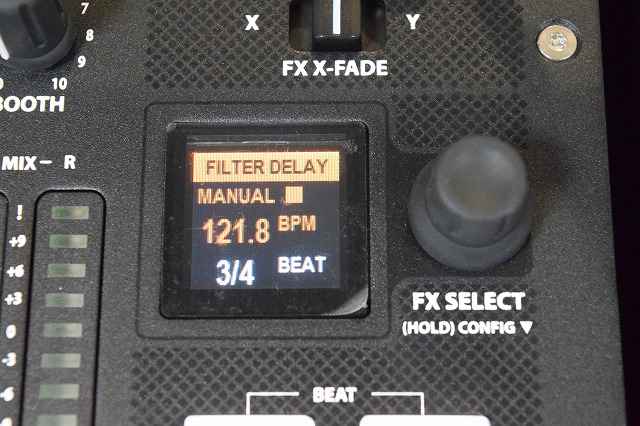 7
8
9
0 10
BOOTH
X Y
FX X-FADE
MIX - R
!
+9
+6
+3
0
-3
-6
FILTER DELAY
MANUAL
121.8 BPM
3/4 BEAT
FX SELECT
(HOLD) CONFIG ▼
BEAT